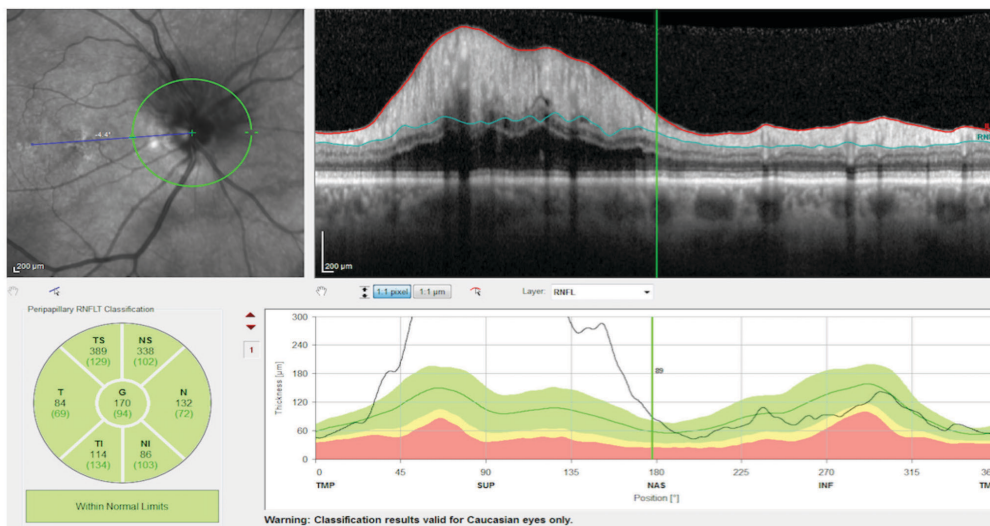 -4.4°
200 µm
200 µm
1:1 pixel
1:1 µm
Layer:
RNFL
Peripapillary RNFLT Classification
TS
389
(129)
NS
338
(102)
T
84
(69)
G
170
(94)
N
132
(72)
TI
114
(134)
NI
86
(103)
Within Normal Limits
1
Thickness [µm]
300
240
180
120
60
0
89
0
45
90
135
180
225
270
315
TMP
SUP
NAS
INF
Position [°]
Warning: Classification results valid for Caucasian eyes only.